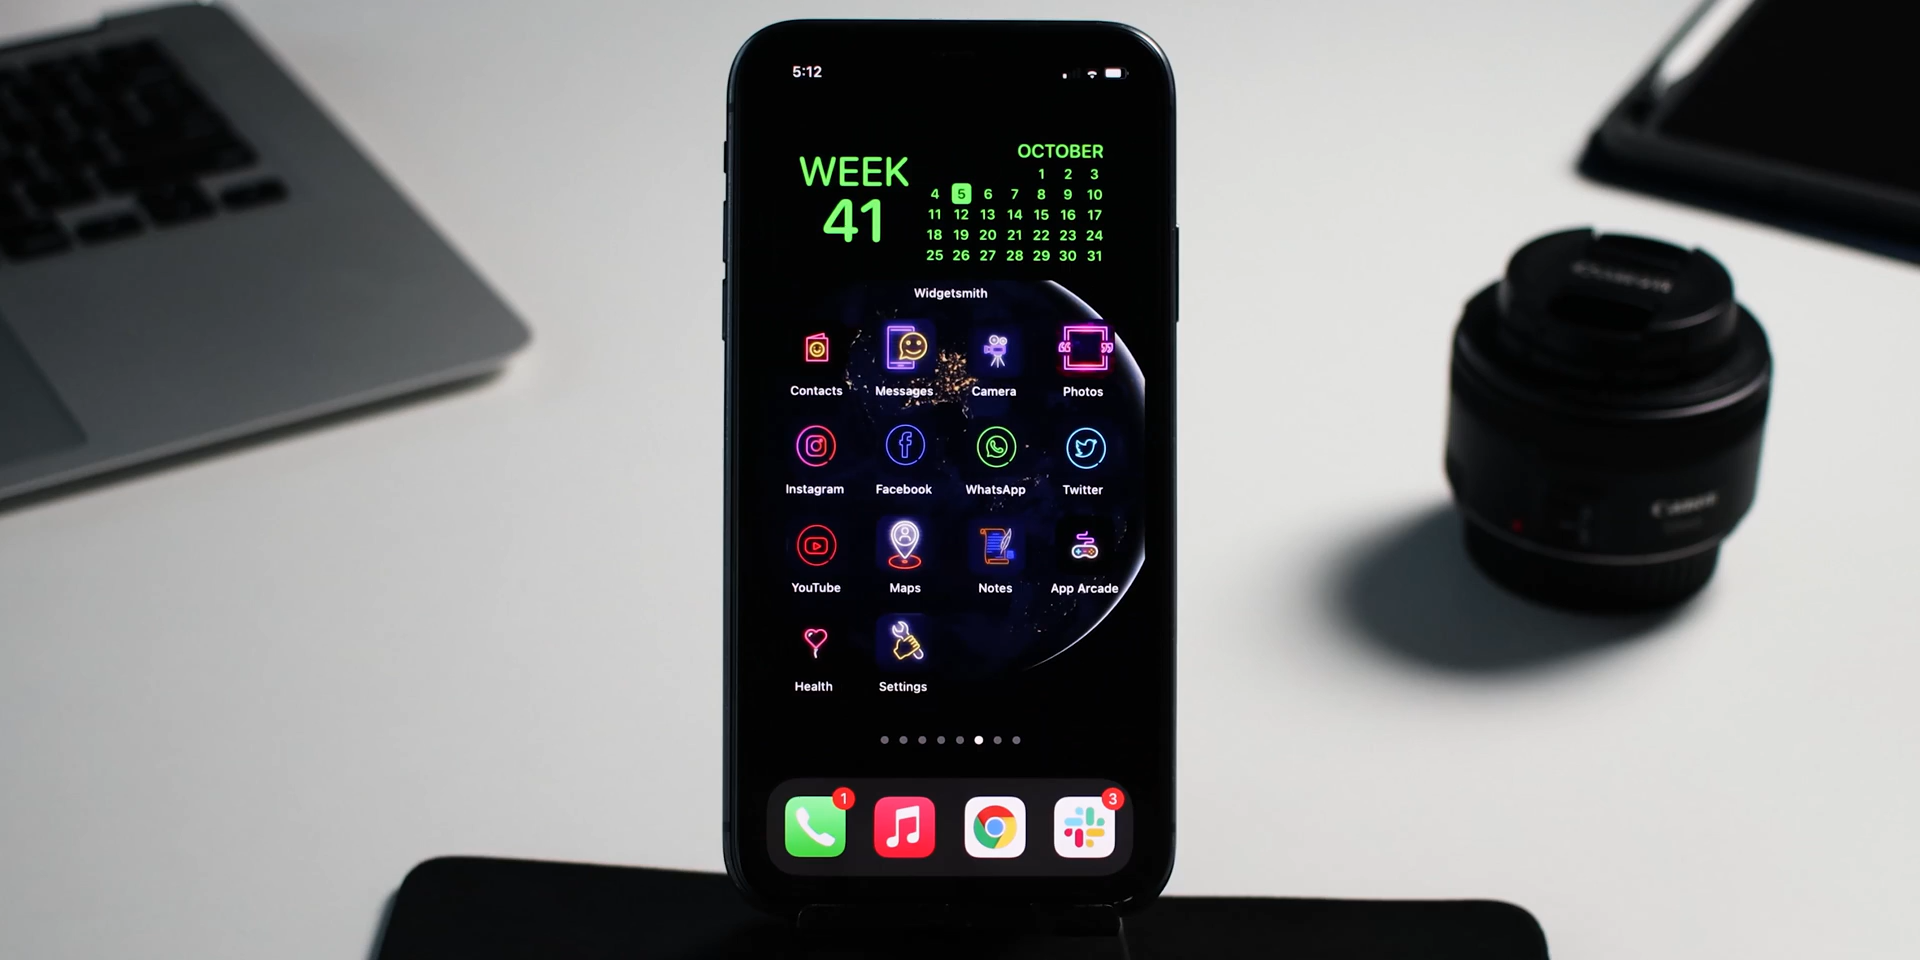 5:12
WEEK
41
OCTOBER
1 2 3
4 5 6 7 8 9 10
11 12 13 14 15 16 17
18 19 20 21 22 23 24
25 26 27 28 29 30 31
Widgetsmith
Contacts Messages Camera Photos
Instagram Facebook WhatsApp Twitter
YouTube Maps Notes App Arcade
Health Settings
1 3
Canon
Canon